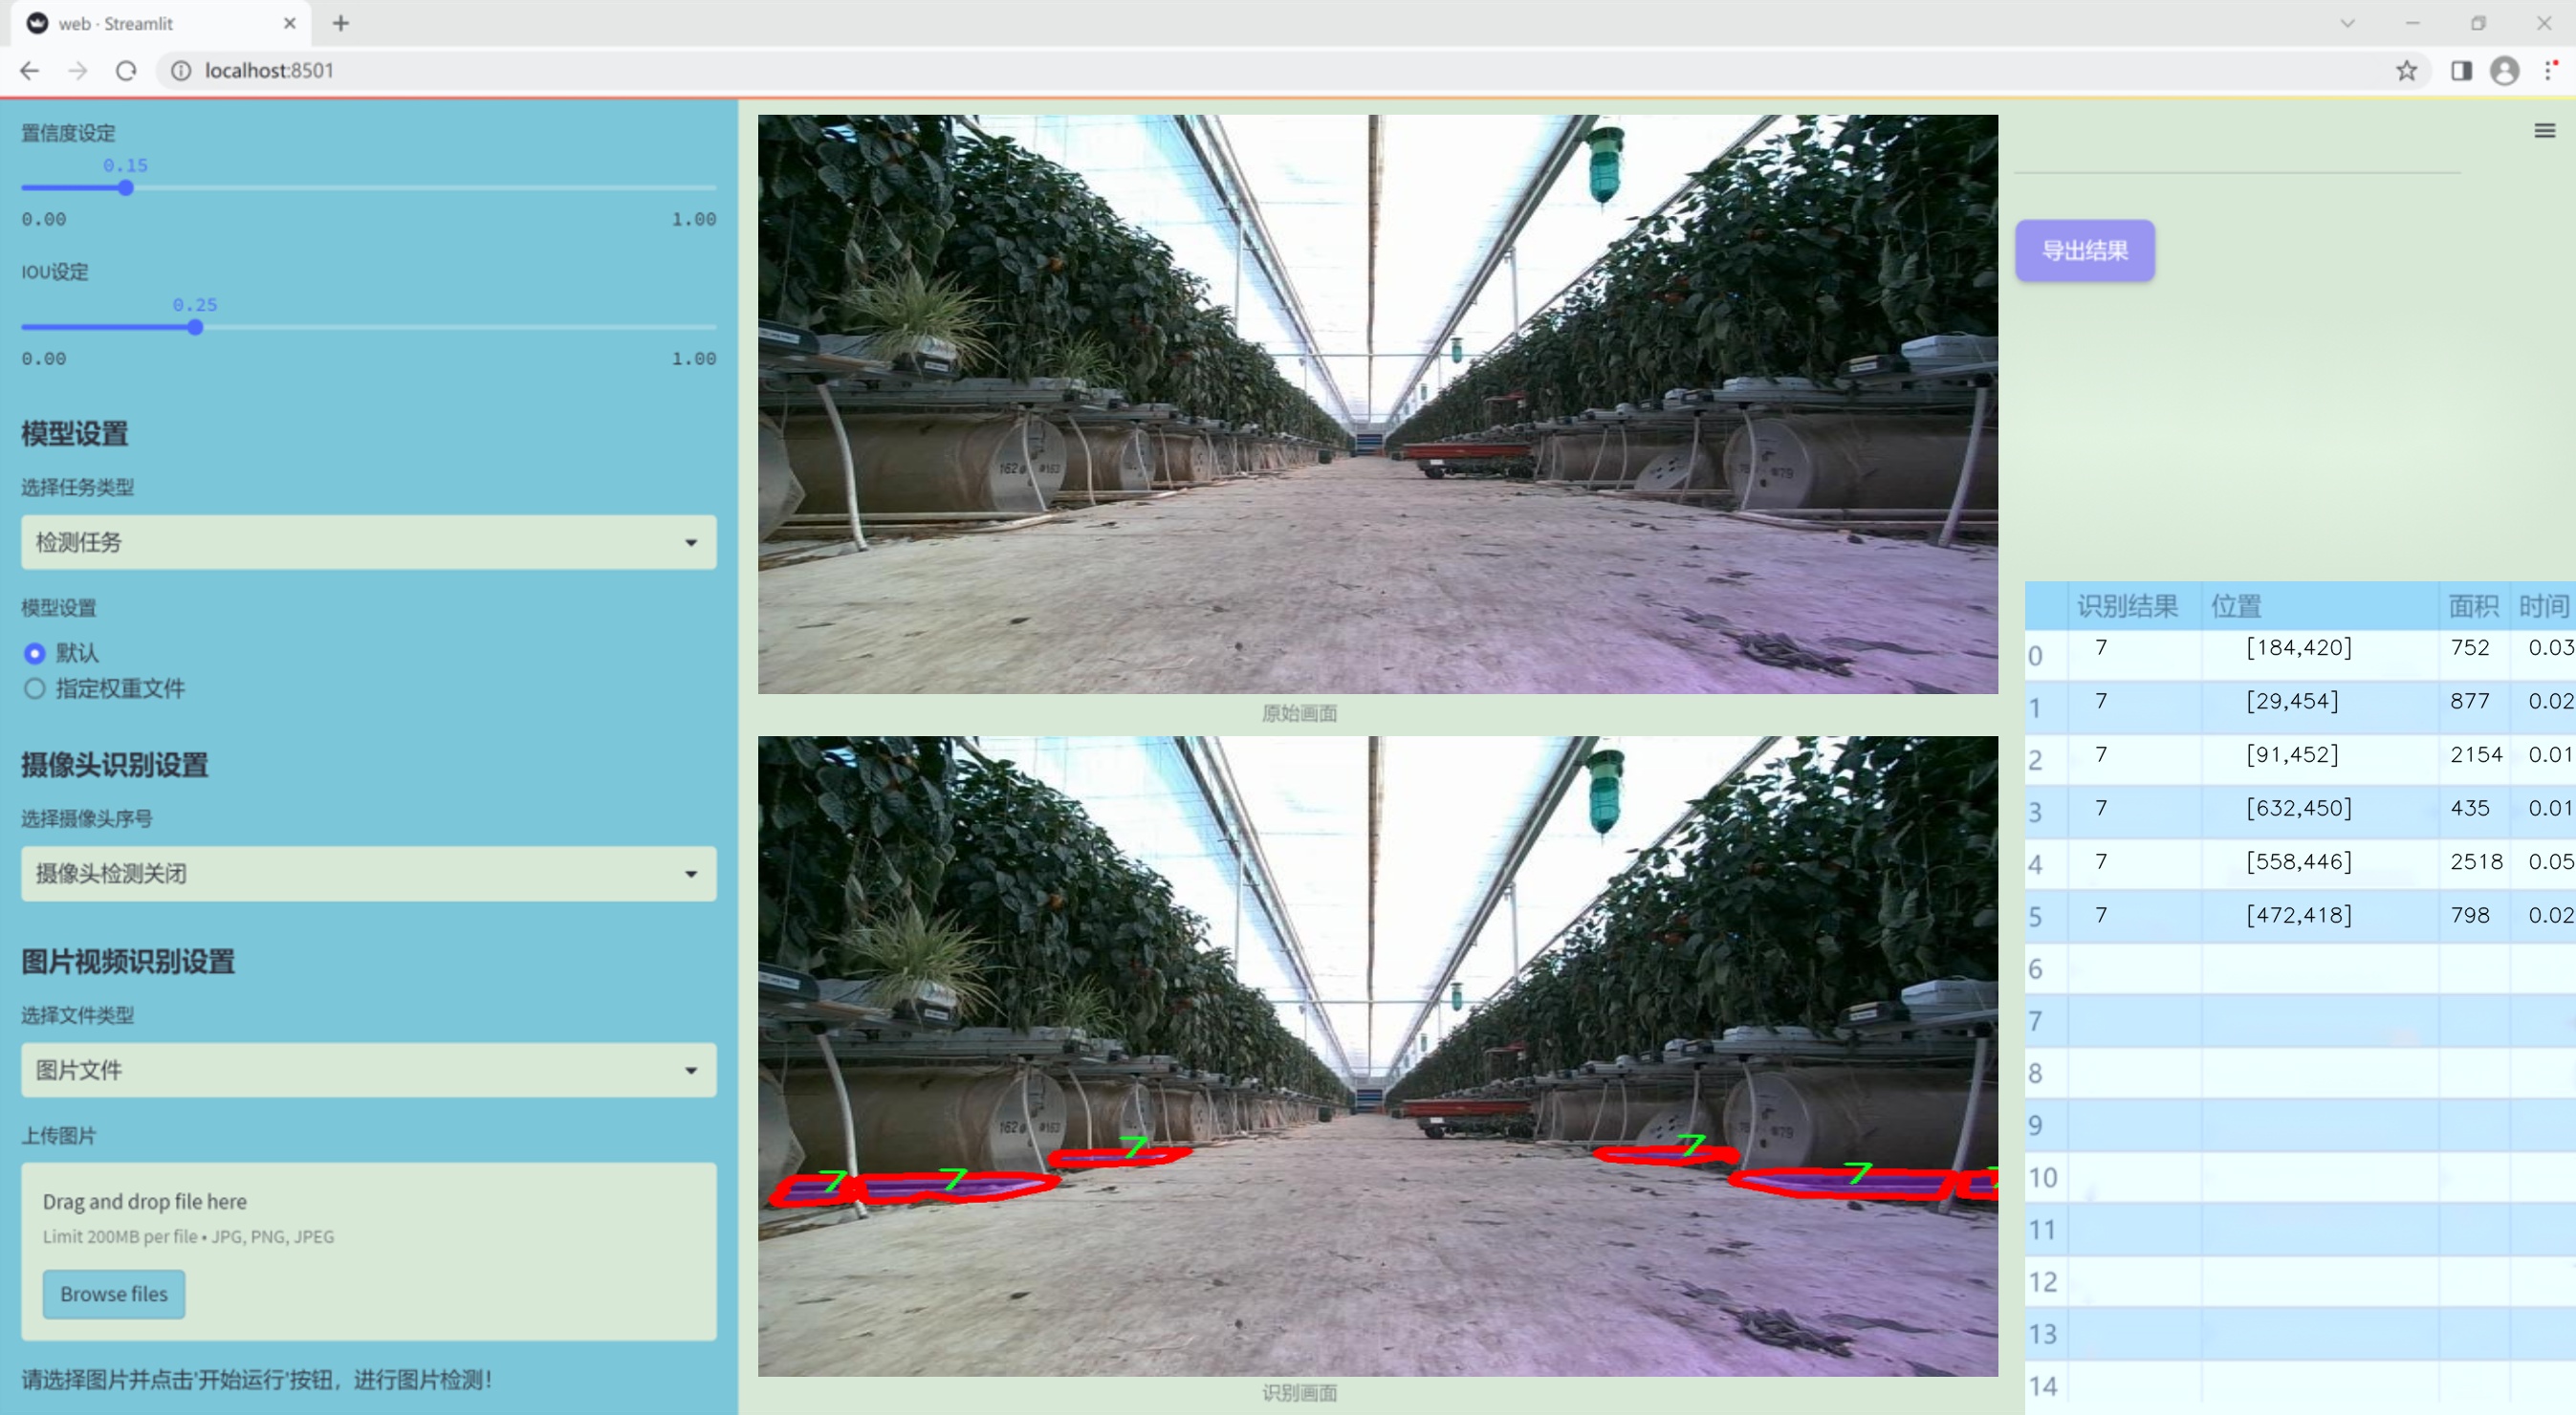 web · Streamlit
localhost:8501
置信度设定
0.15
0.00 1.00
IOU设定
0.25
0.00 1.00
模型设置
选择任务类型
检测任务
模型设置
默认
指定权重文件
摄像头识别设置
选择摄像头序号
摄像头检测关闭
图片视频识别设置
选择文件类型
图片文件
上传图片
Drag and drop file here
Limit 200MB per file • JPG, PNG, JPEG
Browse files
请选择图片并点击'开始运行'按钮，进行图片检测!
162 #163
#79
原始画面
162 #163
#79
7 7 7 7 7 7
识别画面
导出结果
识别结果 位置 面积 时间
0 7 [184,420] 752 0.03
1 7 [29,454] 877 0.02
2 7 [91,452] 2154 0.01
3 7 [632,450] 435 0.01
4 7 [558,446] 2518 0.05
5 7 [472,418] 798 0.02
6
7
8
9
10
11
12
13
14